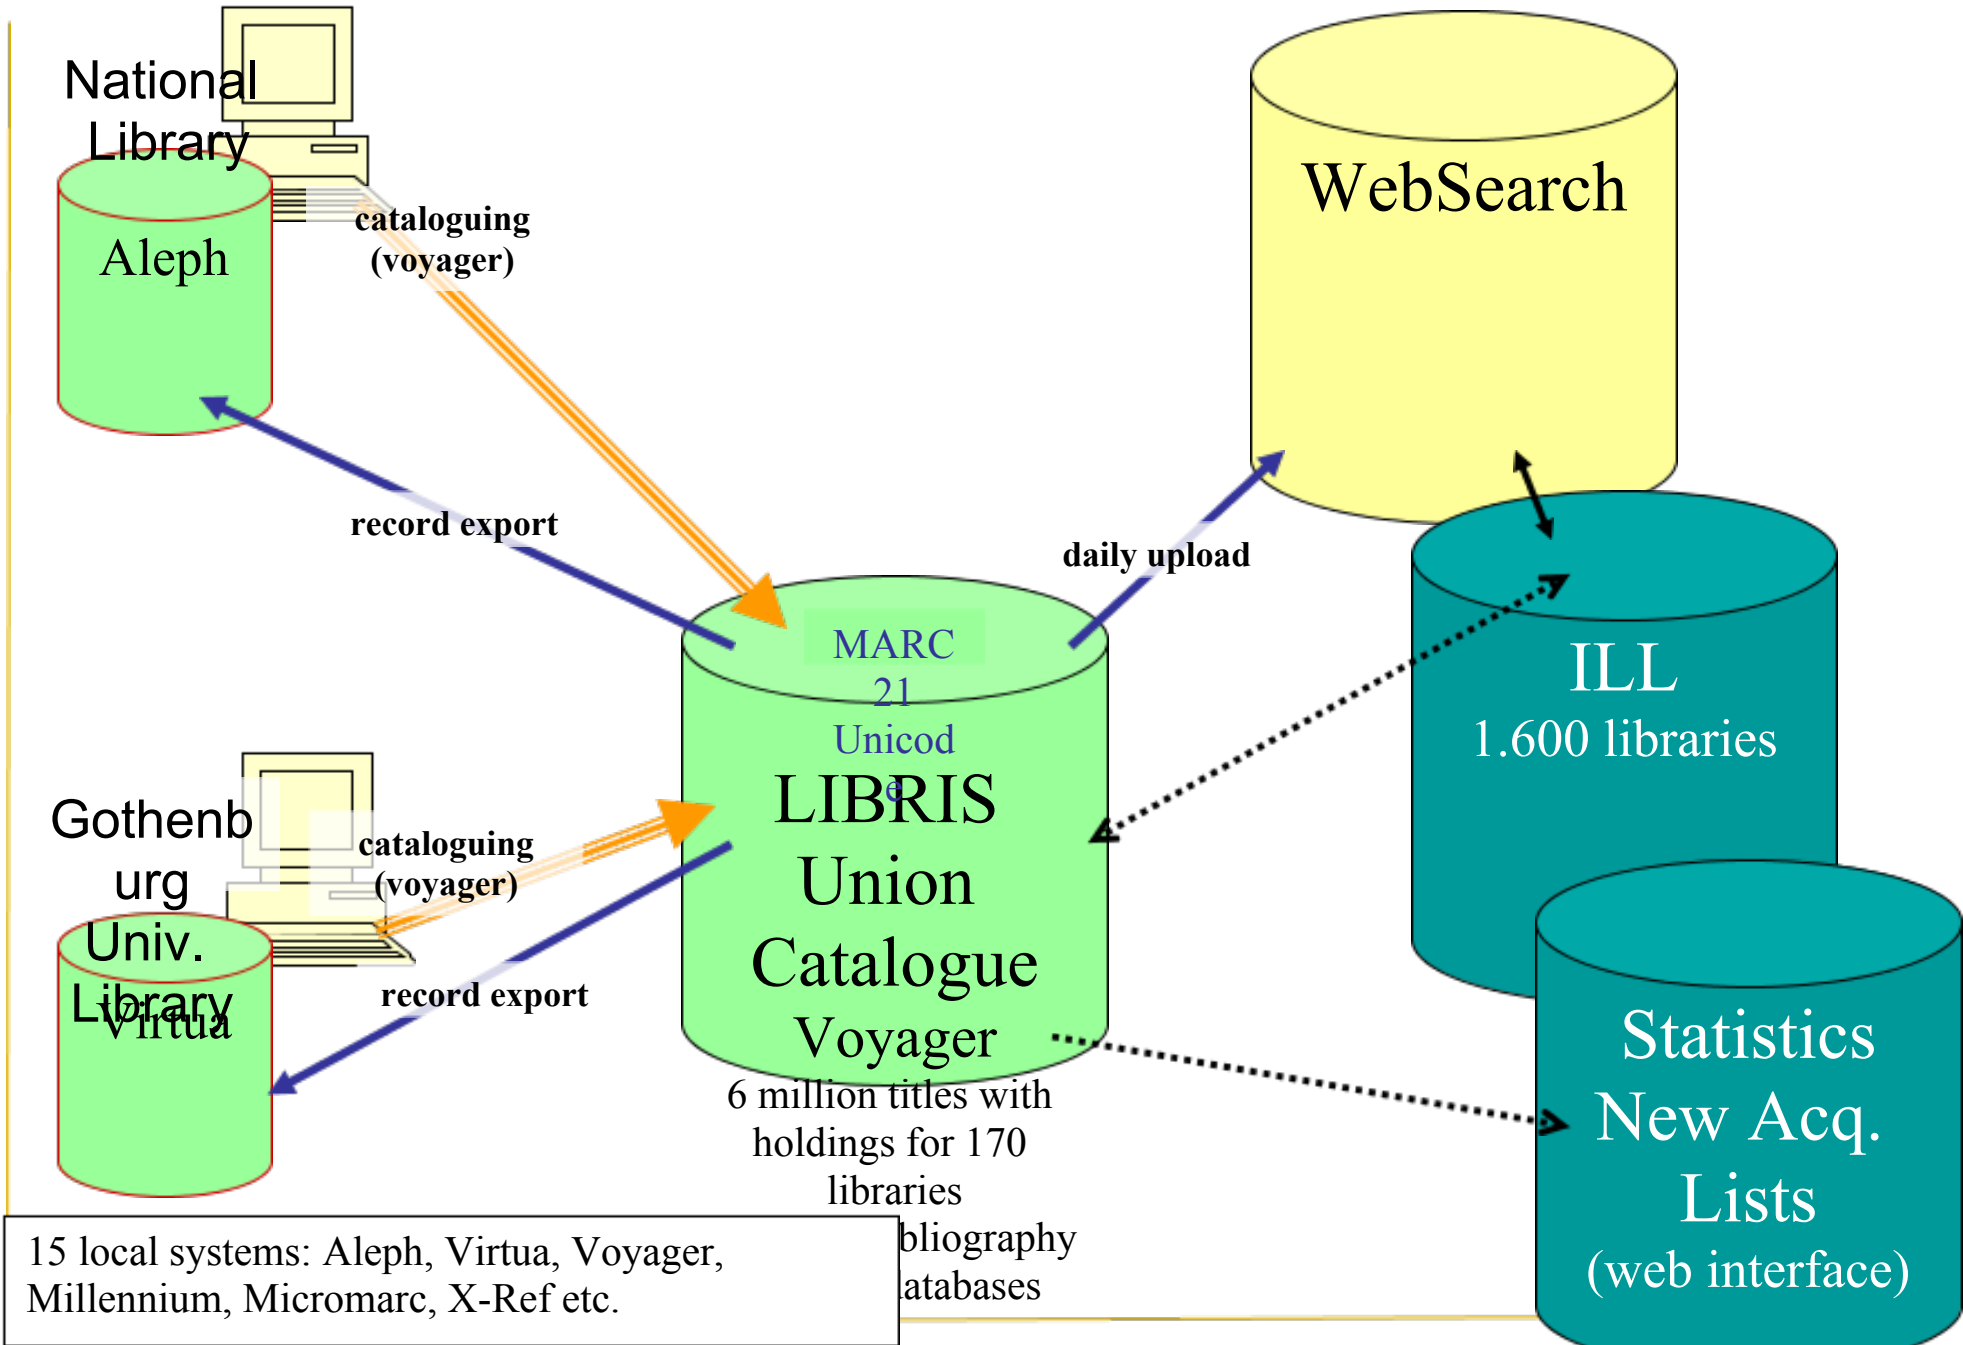 National
Library
Aleph
cataloguing
(voyager)
record export
WebSearch
daily upload
ILL
1.600 libraries
MARC
21
Unicod
e
LIBRIS
Union
Catalogue
Voyager
6 million titles with
holdings for 170
libraries
bliography
atabases
Gothenb
urg
Univ.
Library
Virtua
cataloguing
(voyager)
record export
Statistics
New Acq.
Lists
(web interface)
15 local systems: Aleph, Virtua, Voyager,
Millennium, Micromarc, X-Ref etc.